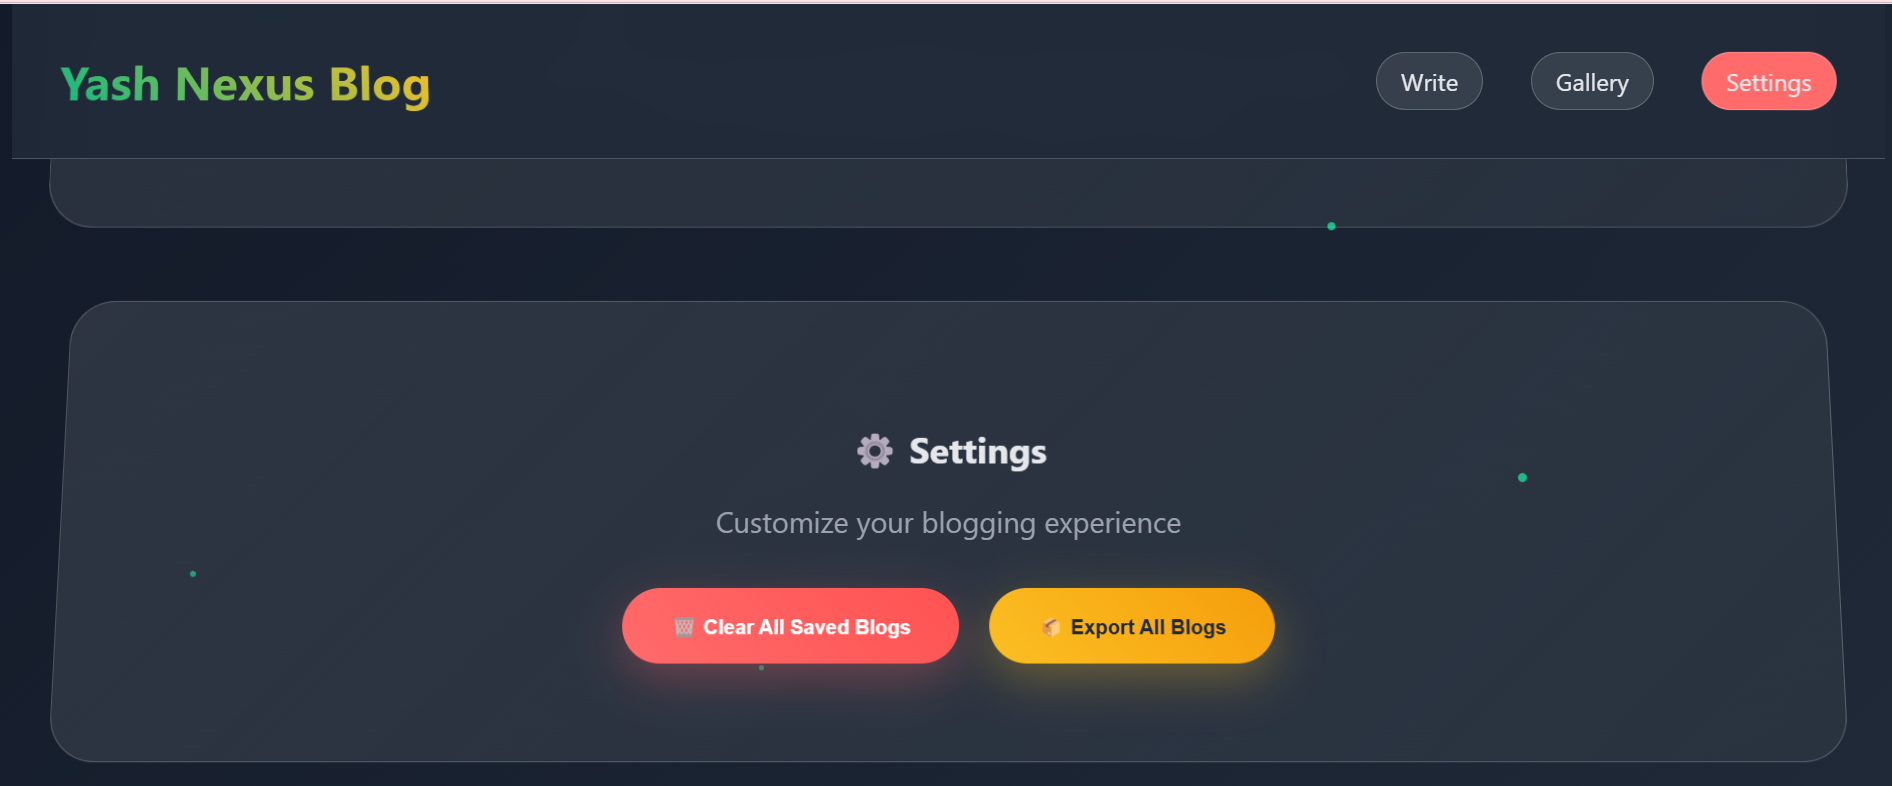 Yash Nexus Blog
Write
Gallery
Settings
⚙️ Settings
Customize your blogging experience
🗑️ Clear All Saved Blogs
📦 Export All Blogs